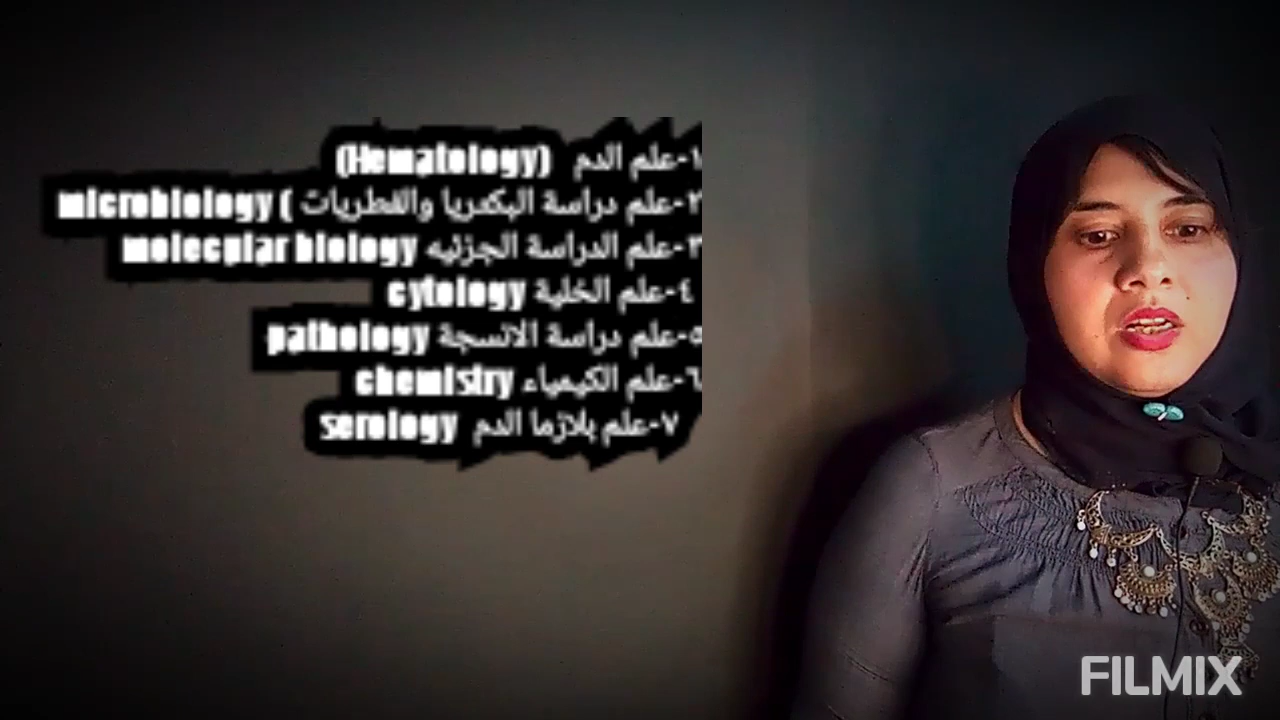 ١-علم الدم (Hematology)
٢-علم دراسة البكتريا والفطريات ) microbiology
٣-علم الدراسة الجزئيه molecular biology
٤-علم الخلية cytology
٥-علم دراسة الانسجة pathology
٦-علم الكيمياء chemistry
٧-علم بلازما الدم serology
FILMIX